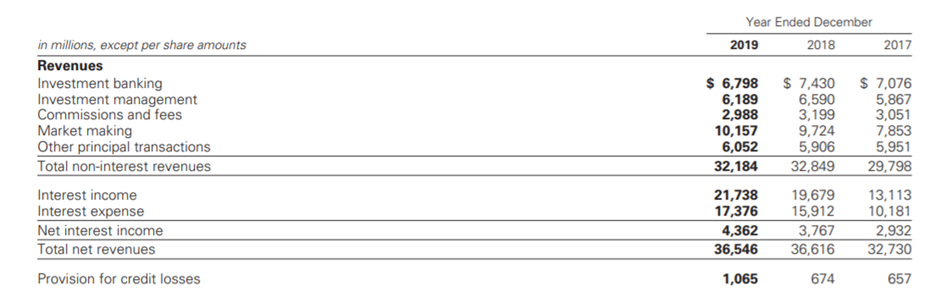 Year Ended December
in millions, except per share amounts 2019 2018 2017
Revenues
Investment banking $ 6,798 $ 7,430 $ 7,076
Investment management 6,189 6,590 5,867
Commissions and fees 2,988 3,199 3,051
Market making 10,157 9,724 7,853
Other principal transactions 6,052 5,906 5,951
Total non-interest revenues 32,184 32,849 29,798
Interest income 21,738 19,679 13,113
Interest expense 17,376 15,912 10,181
Net interest income 4,362 3,767 2,932
Total net revenues 36,546 36,616 32,730
Provision for credit losses 1,065 674 657